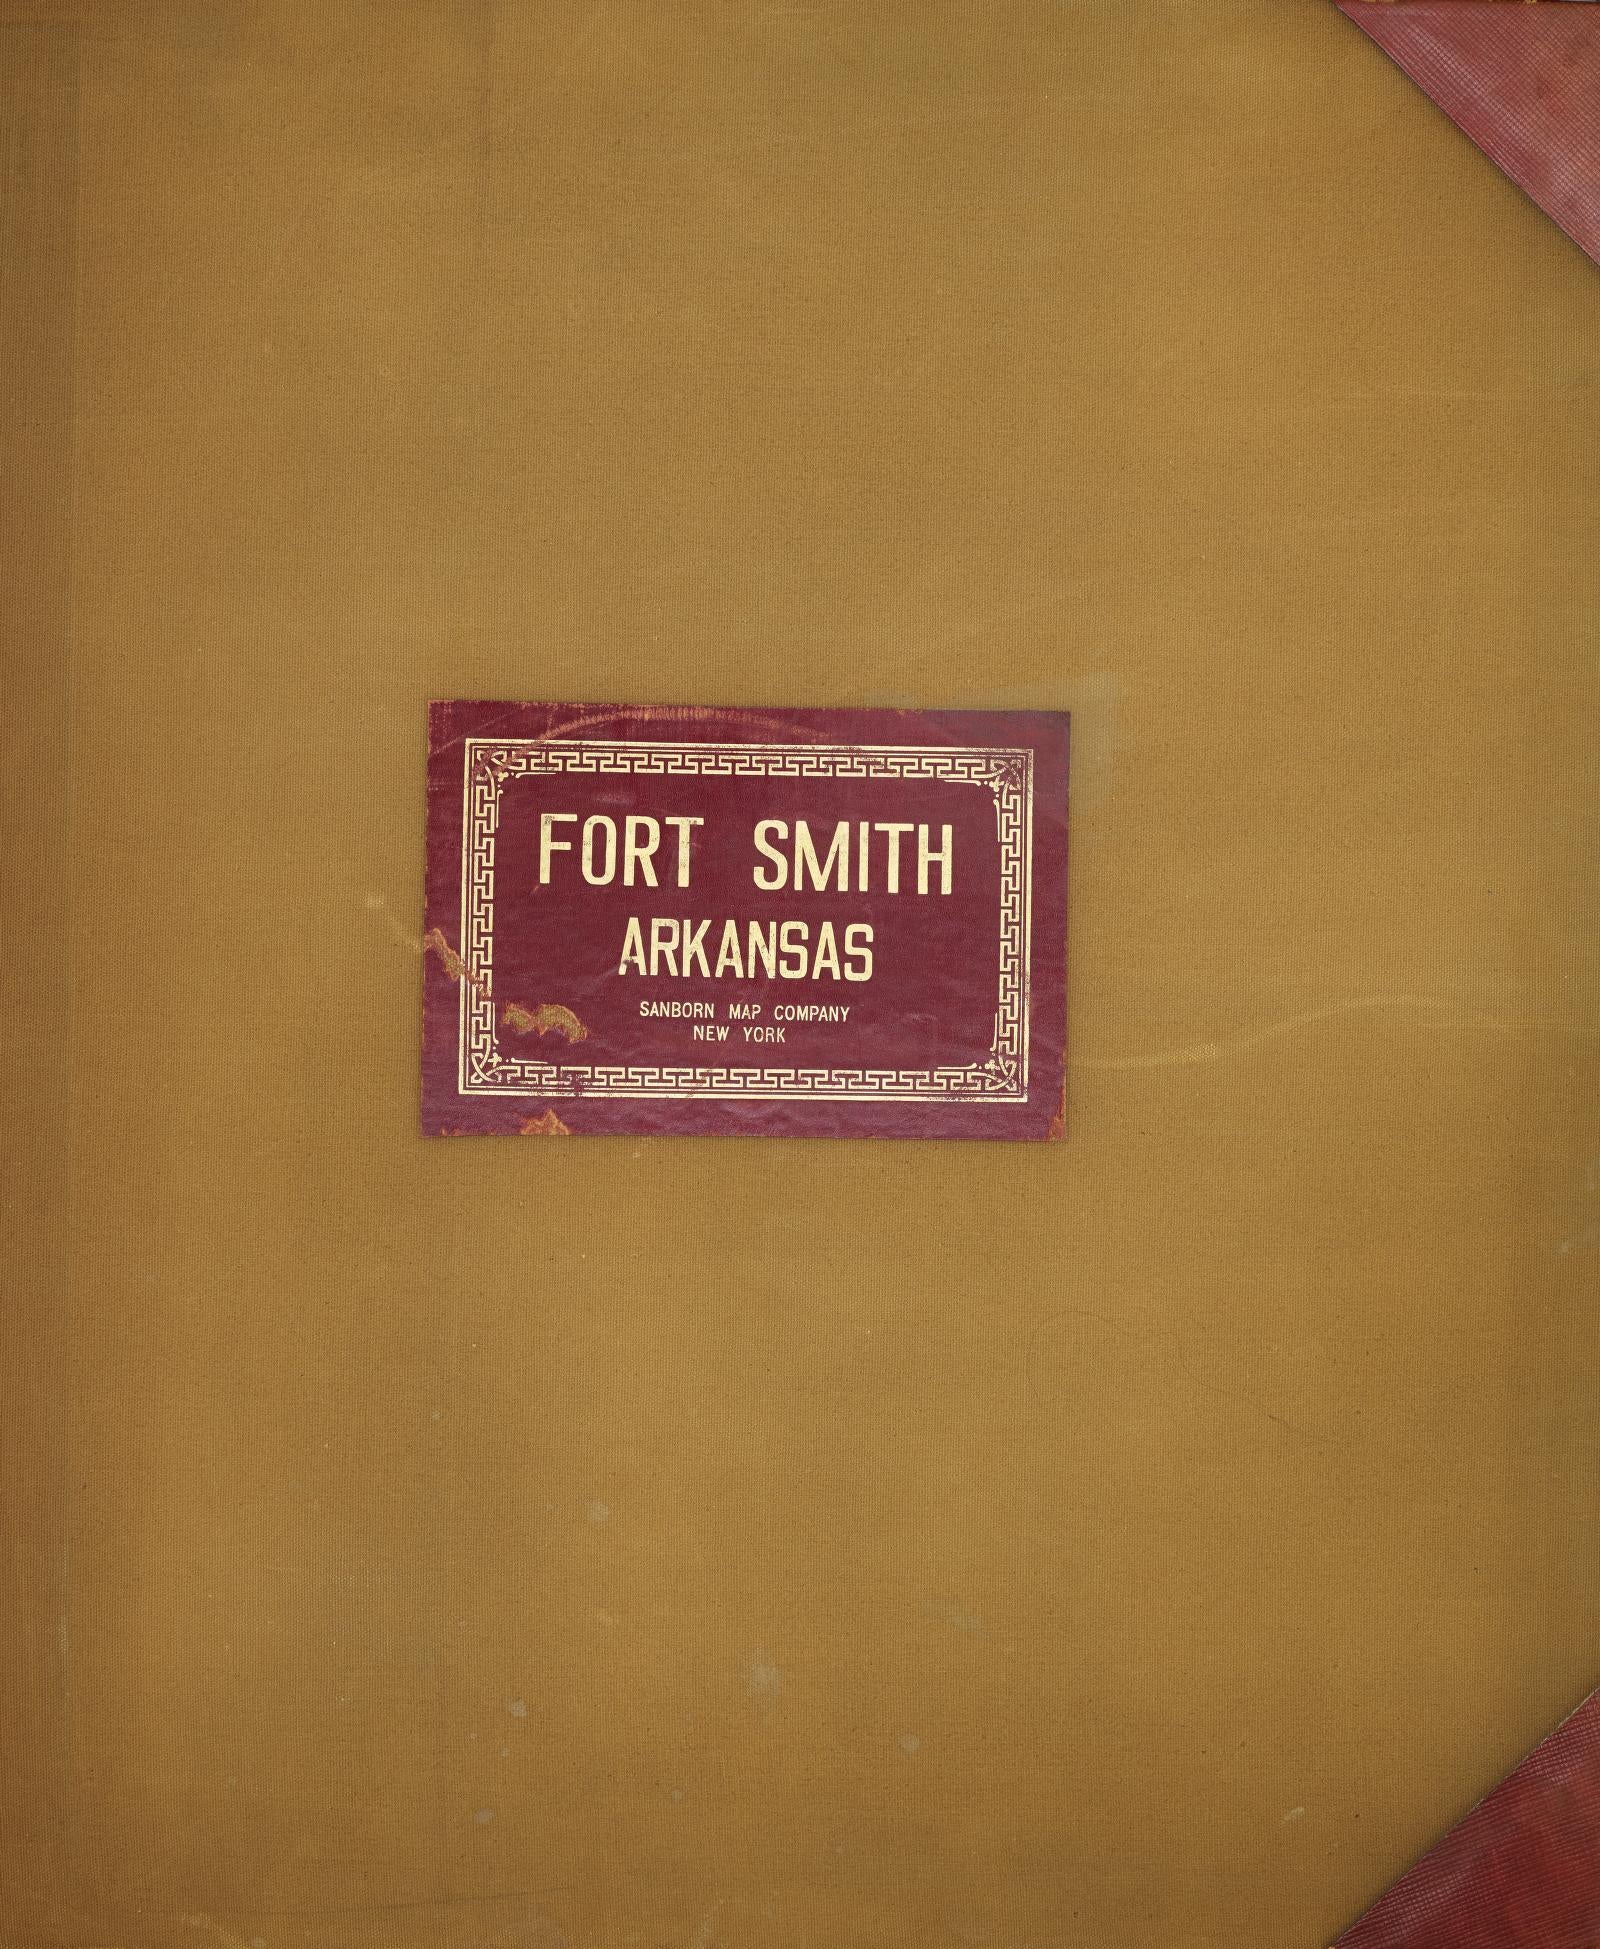 FORT SMITH
ARKANSAS
SANBORN MAP COMPANY
NEW YORK